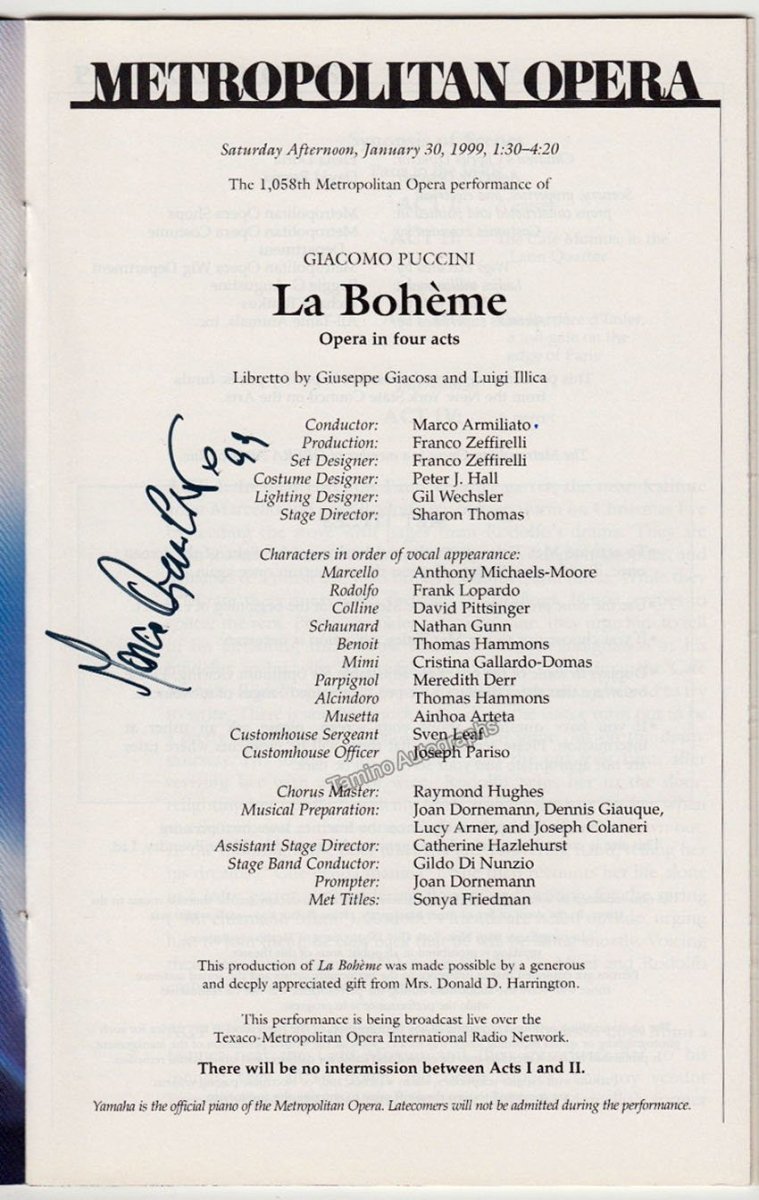 METROPOLITAN OPERA
Saturday Afternoon, January 30, 1999, 1:30–4:20
The 1,058th Metropolitan Opera performance of
GIACOMO PUCCINI
La Bohème
Opera in four acts
Libretto by Giuseppe Giacosa and Luigi Illica
Conductor: Marco Armiliato
Production: Franco Zeffirelli
Set Designer: Franco Zeffirelli
Costume Designer: Peter J. Hall
Lighting Designer: Gil Wechsler
Stage Director: Sharon Thomas
Marco Armiliato 99
Characters in order of vocal appearance:
Marcello Anthony Michaels-Moore
Rodolfo Frank Lopardo
Colline David Pittsinger
Schaunard Nathan Gunn
Benoit Thomas Hammons
Mimì Cristina Gallardo-Domas
Parpignol Meredith Derr
Alcindoro Thomas Hammons
Musetta Ainhoa Arteta
Customhouse Sergeant Sven Leaf
Customhouse Officer Joseph Pariso
Tamino Autographs
Chorus Master: Raymond Hughes
Musical Preparation: Joan Dornemann, Dennis Giauque,
Lucy Arner, and Joseph Colaneri
Assistant Stage Director: Catherine Hazlehurst
Stage Band Conductor: Gildo Di Nunzio
Prompter: Joan Dornemann
Met Titles: Sonya Friedman
This production of La Bohème was made possible by a generous
and deeply appreciated gift from Mrs. Donald D. Harrington.
This performance is being broadcast live over the
Texaco-Metropolitan Opera International Radio Network.
There will be no intermission between Acts I and II.
Yamaha is the official piano of the Metropolitan Opera. Latecomers will not be admitted during the performance.